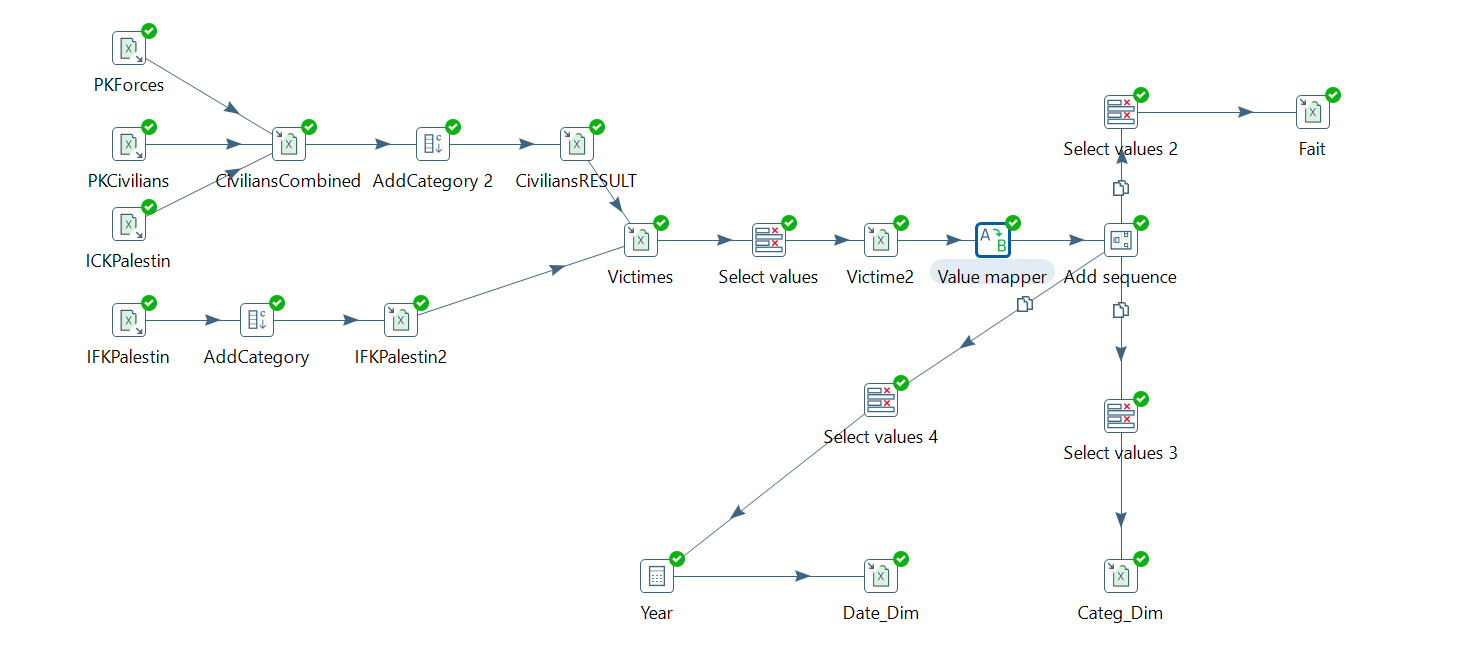 PKForces
Select values 2
Fait
PKCivilians
CiviliansCombined
AddCategory 2
CiviliansRESULT
ICKPalestin
Victimes
Select values
Victime2
Value mapper
Add sequence
IFKPalestin
AddCategory
IFKPalestin2
Select values 4
Select values 3
Year
Date_Dim
Categ_Dim